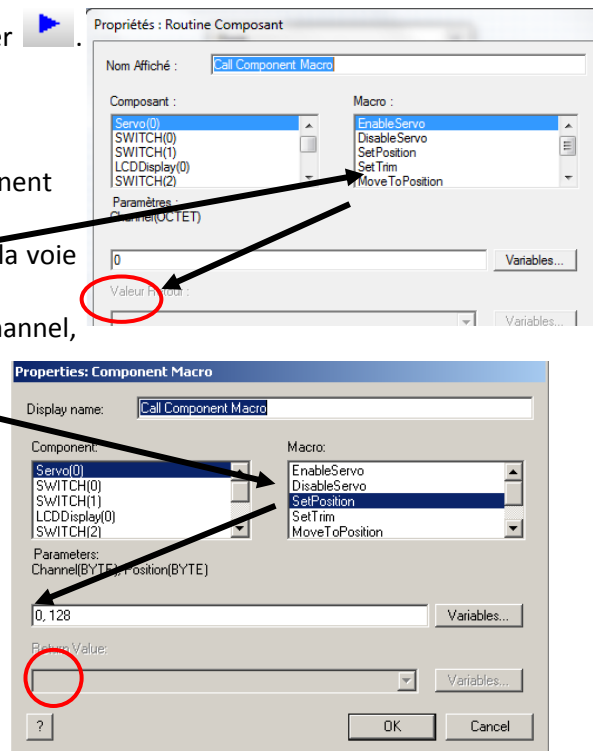 er .
Propriétés : Routine Composant
Nom Affiché : Call Component Macro
Composant : Macro :
Servo(0) EnableServo
SWITCH(0) DisableServo
SWITCH(1) SetPosition
LCDDisplay(0) SetTrim
SWITCH(2) MoveToPosition
nent
Paramètres :
Channel(OCTET)
la voie
0 Variables...
Valeur Retour :
Variables...
hannel,
Properties: Component Macro
Display name: Call Component Macro
Component: Macro:
Servo(0) EnableServo
SWITCH(0) DisableServo
SWITCH(1) SetPosition
LCDDisplay(0) SetTrim
SWITCH(2) MoveToPosition
Parameters:
Channel(BYTE), Position(BYTE)
0, 128 Variables...
Return Value:
Variables...
? OK Cancel